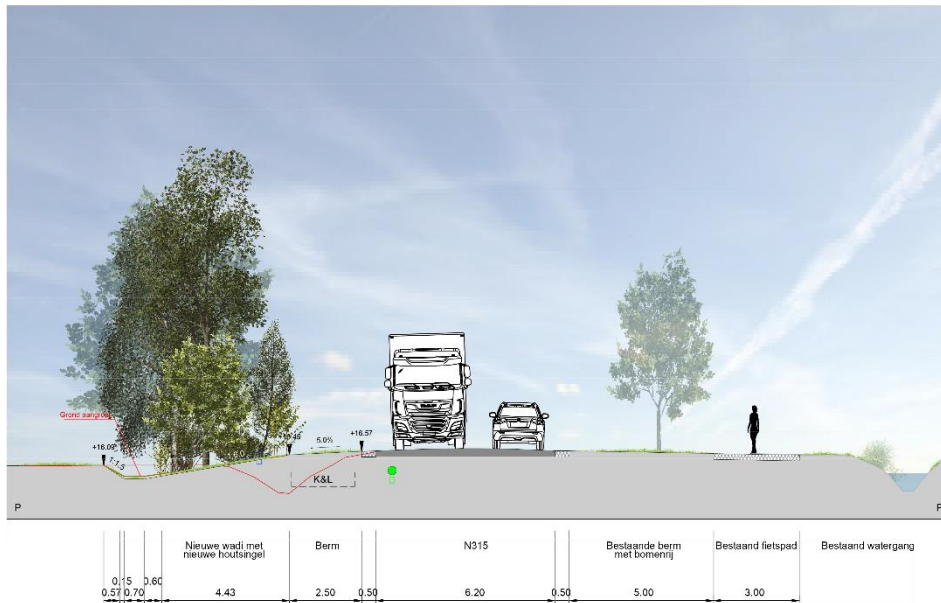 Grond aangroe
+16.09
1:1.5
5.0%
+16.57
K&L
P
P
Nieuwe wadi met
nieuwe houtsingel
Berm
N315
Bestaande berm
met bomenrij
Bestaand fietspad
Bestaand watergang
0.15
0.60
0.57
0.70
4.43
2.50
0.50
6.20
0.50
5.00
3.00